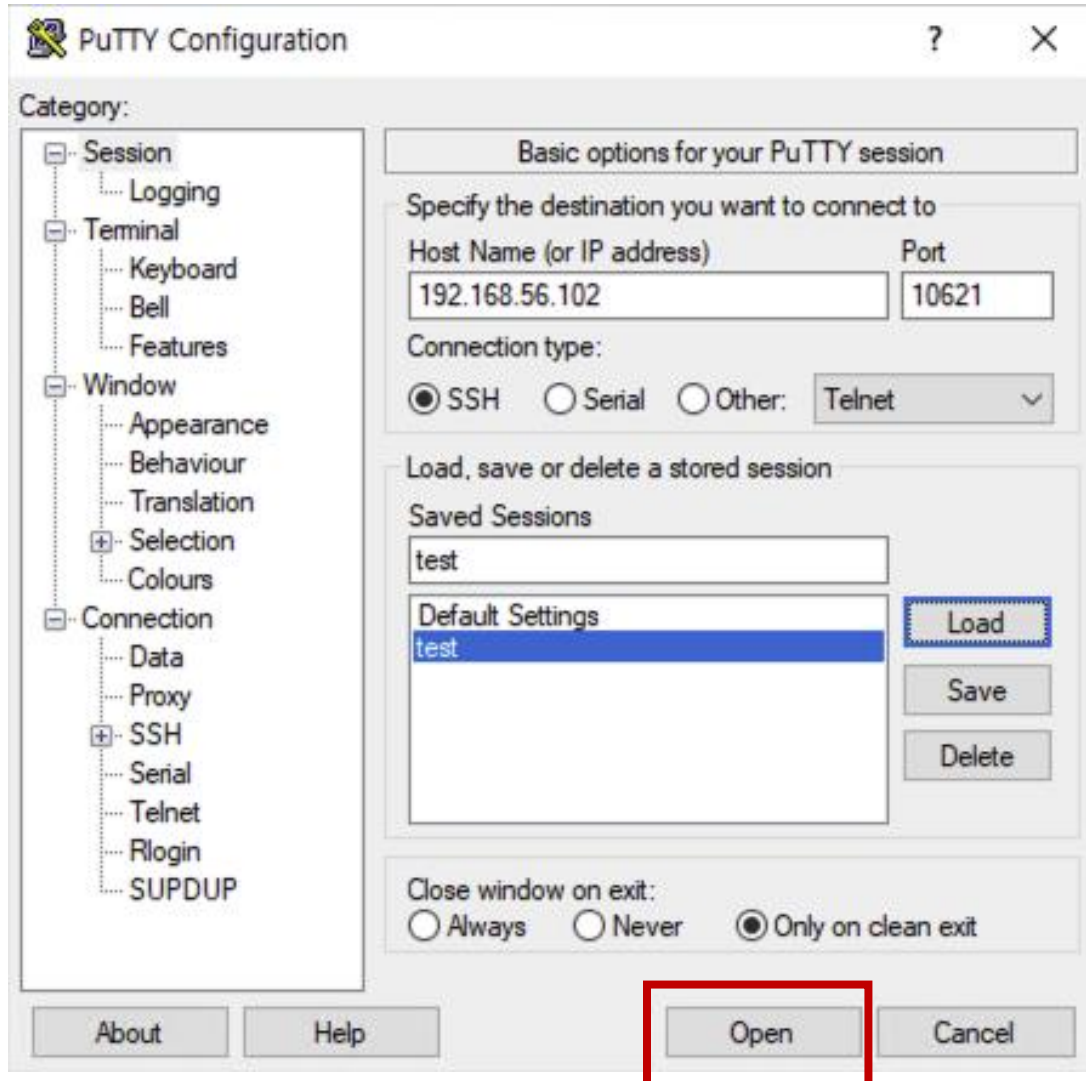 PuTTY Configuration
?
Category:
Session
Logging
Terminal
Keyboard
Bell
Features
Window
Appearance
Behaviour
Translation
Selection
Colours
Connection
Data
Proxy
SSH
Serial
Telnet
Rlogin
SUPDUP
Basic options for your PuTTY session
Specify the destination you want to connect to
Host Name (or IP address) Port
192.168.56.102 10621
Connection type:
SSH Serial Other: Telnet
Load, save or delete a stored session
Saved Sessions
test
Default Settings
test
Load
Save
Delete
Close window on exit:
Always Never Only on clean exit
About Help Open Cancel